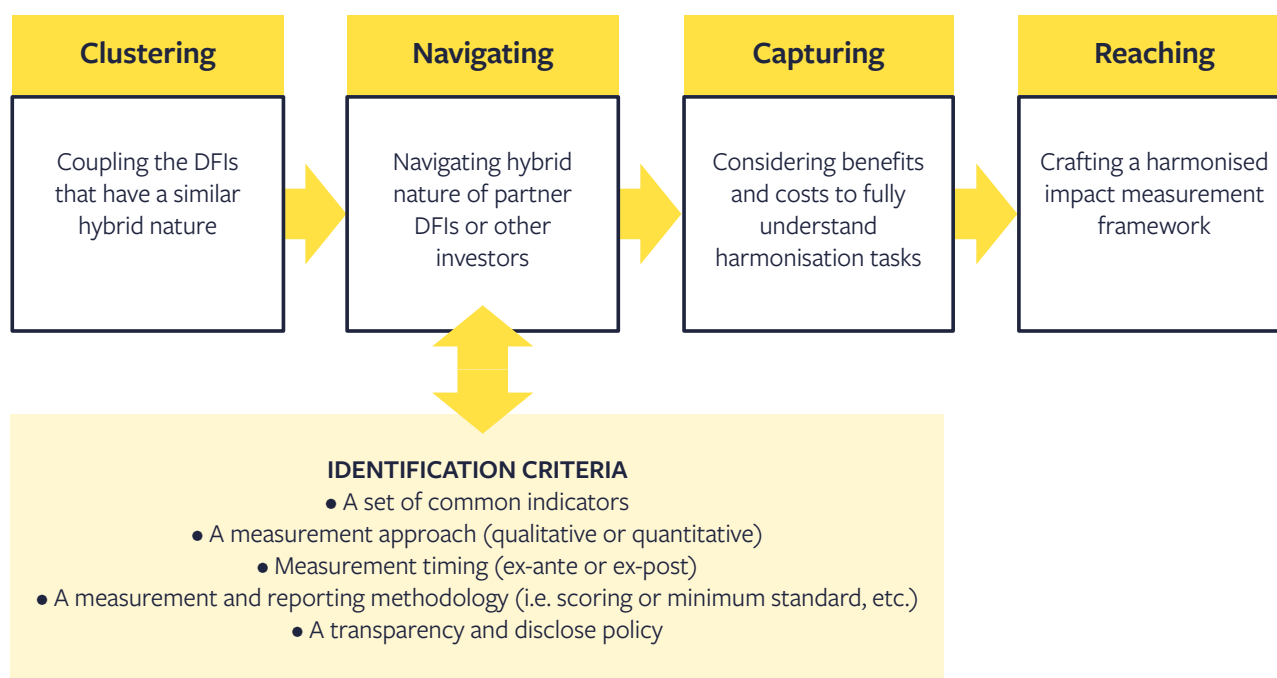 Clustering
Coupling the DFIs
that have a similar
hybrid nature
Navigating
Navigating hybrid
nature of partner
DFIs or other
investors
Capturing
Considering benefits
and costs to fully
understand
harmonisation tasks
Reaching
Crafting a harmonised
impact measurement
framework
IDENTIFICATION CRITERIA
● A set of common indicators
● A measurement approach (qualitative or quantitative)
● Measurement timing (ex-ante or ex-post)
● A measurement and reporting methodology (i.e. scoring or minimum standard, etc.)
● A transparency and disclose policy